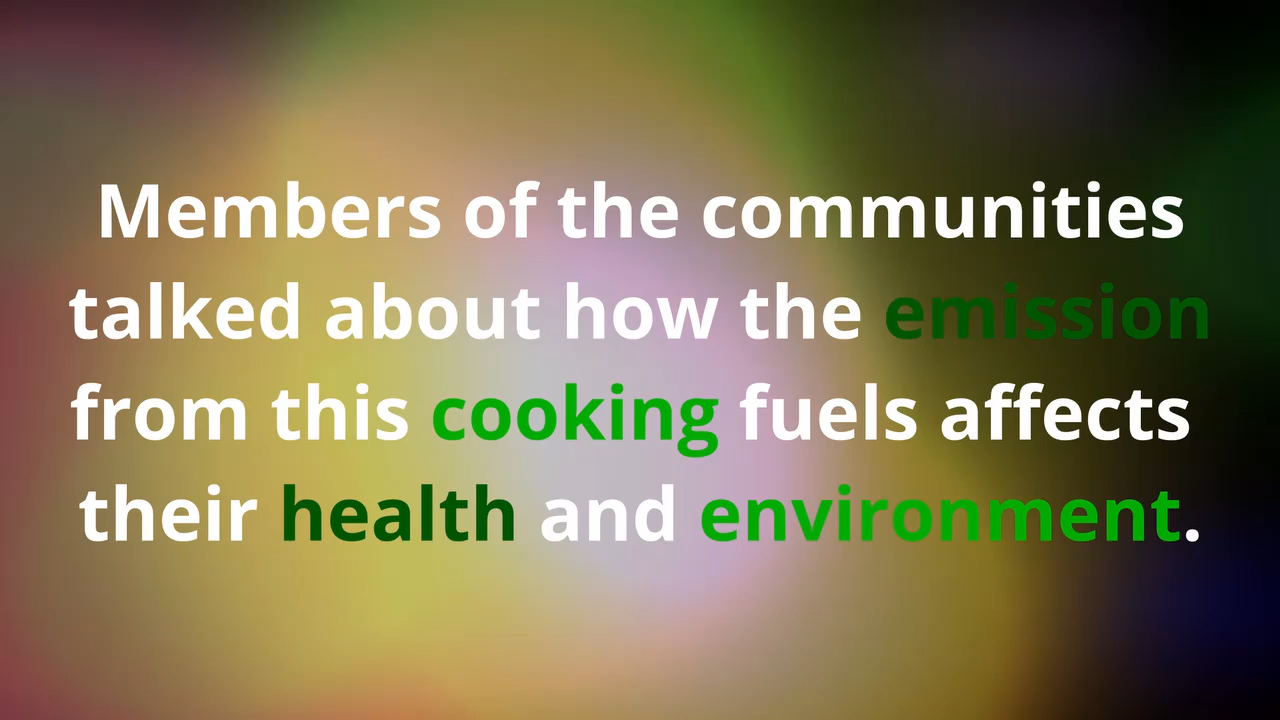 Members of the communities
talked about how the emission
from this cooking fuels affects
their health and environment.